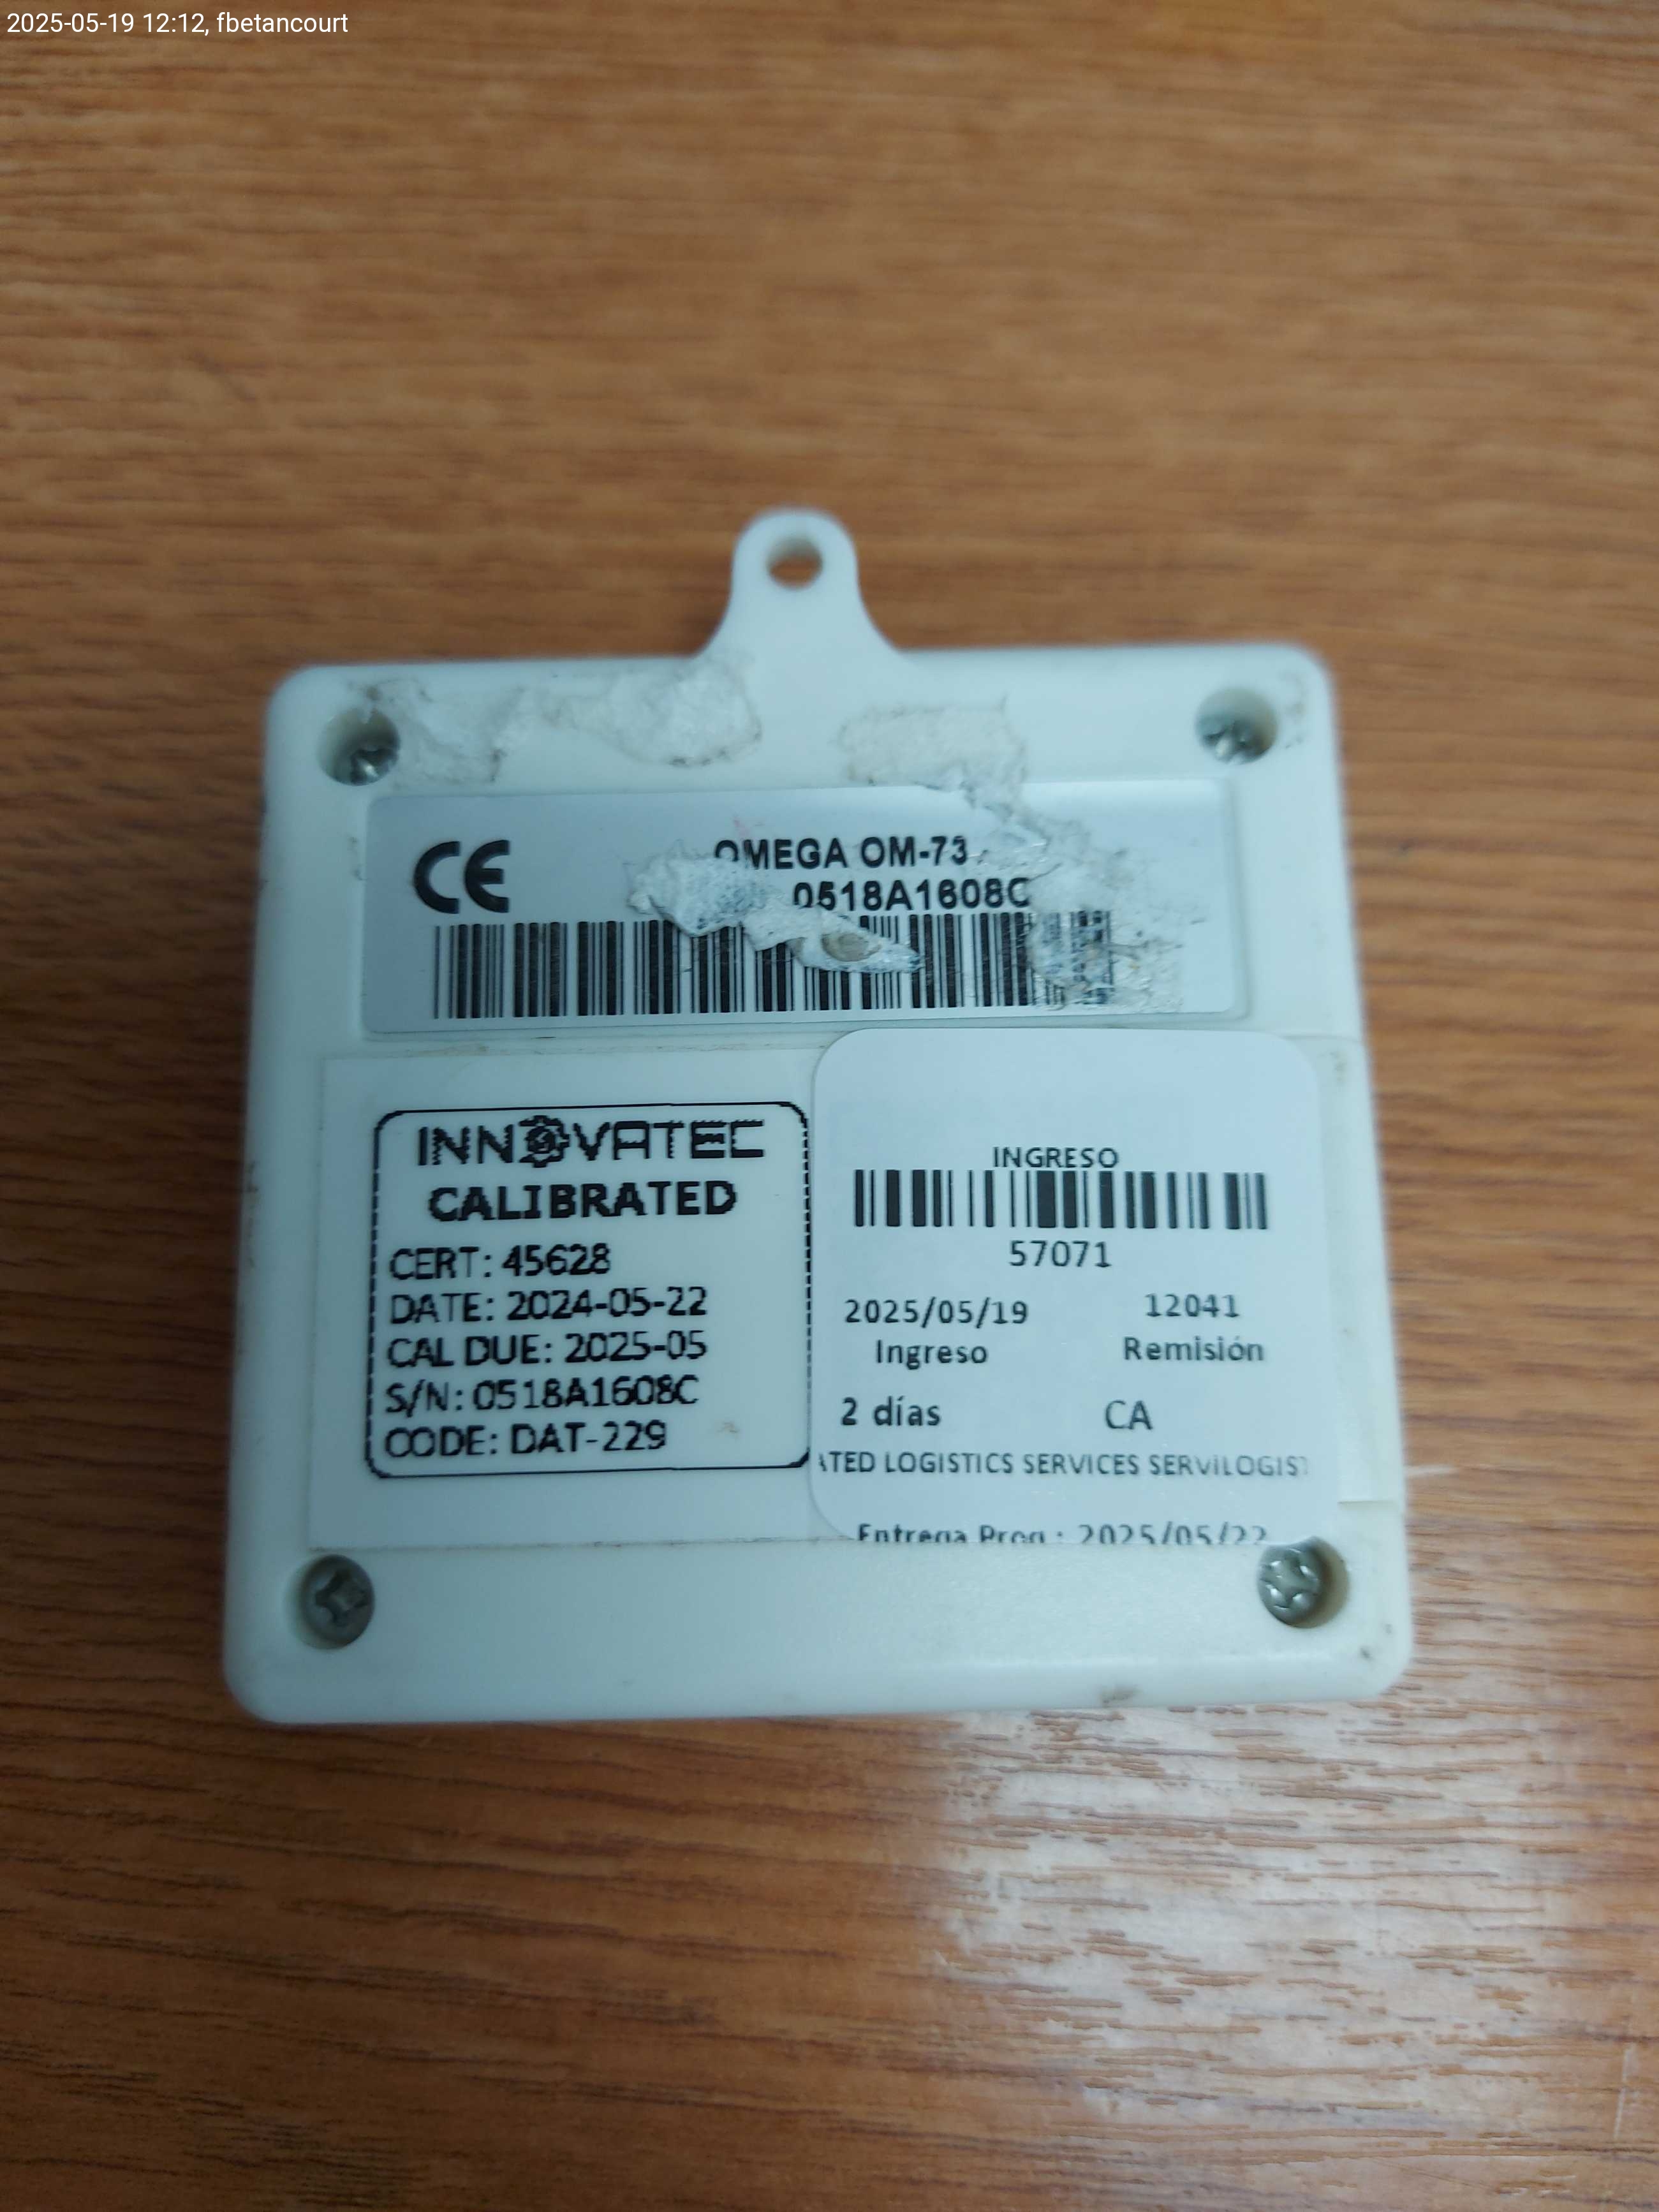 2025-05-19 12:12, fbetancourt
CE
OMEGA OM-73
0518A1608C
INNOVATEC
CALIBRATED
CERT: 45628
DATE: 2024-05-22
CAL DUE: 2025-05
S/N: 0518A1608C
CODE: DAT-229
INGRESO
57071
2025/05/19 12041
Ingreso Remisión
2 días CA
ATED LOGISTICS SERVICES SERVILOGIST
Entrega Prog.: 2025/05/22